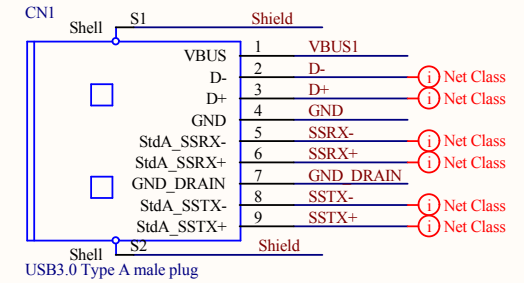 CN1
Shell S1 Shield
VBUS 1 VBUS1
D- 2 D- i Net Class
D+ 3 D+ i Net Class
GND 4 GND
StdA_SSRX- 5 SSRX- i Net Class
StdA_SSRX+ 6 SSRX+ i Net Class
GND_DRAIN 7 GND_DRAIN
StdA_SSTX- 8 SSTX- i Net Class
StdA_SSTX+ 9 SSTX+ i Net Class
Shell S2 Shield
USB3.0 Type A male plug